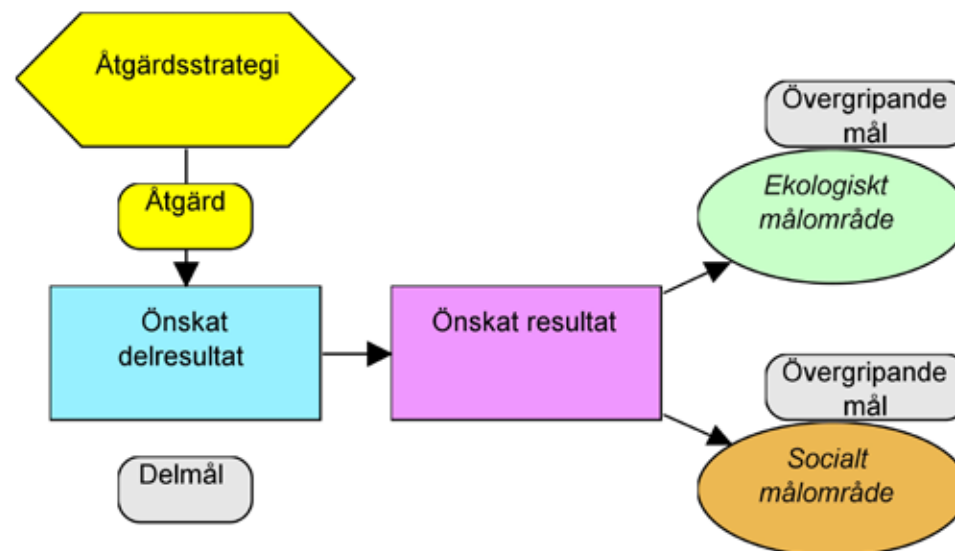 Åtgärdsstrategi
Åtgärd
Önskat
delresultat
Delmål
Önskat resultat
Övergripande
mål
Ekologiskt
målområde
Övergripande
mål
Socialt
målområde